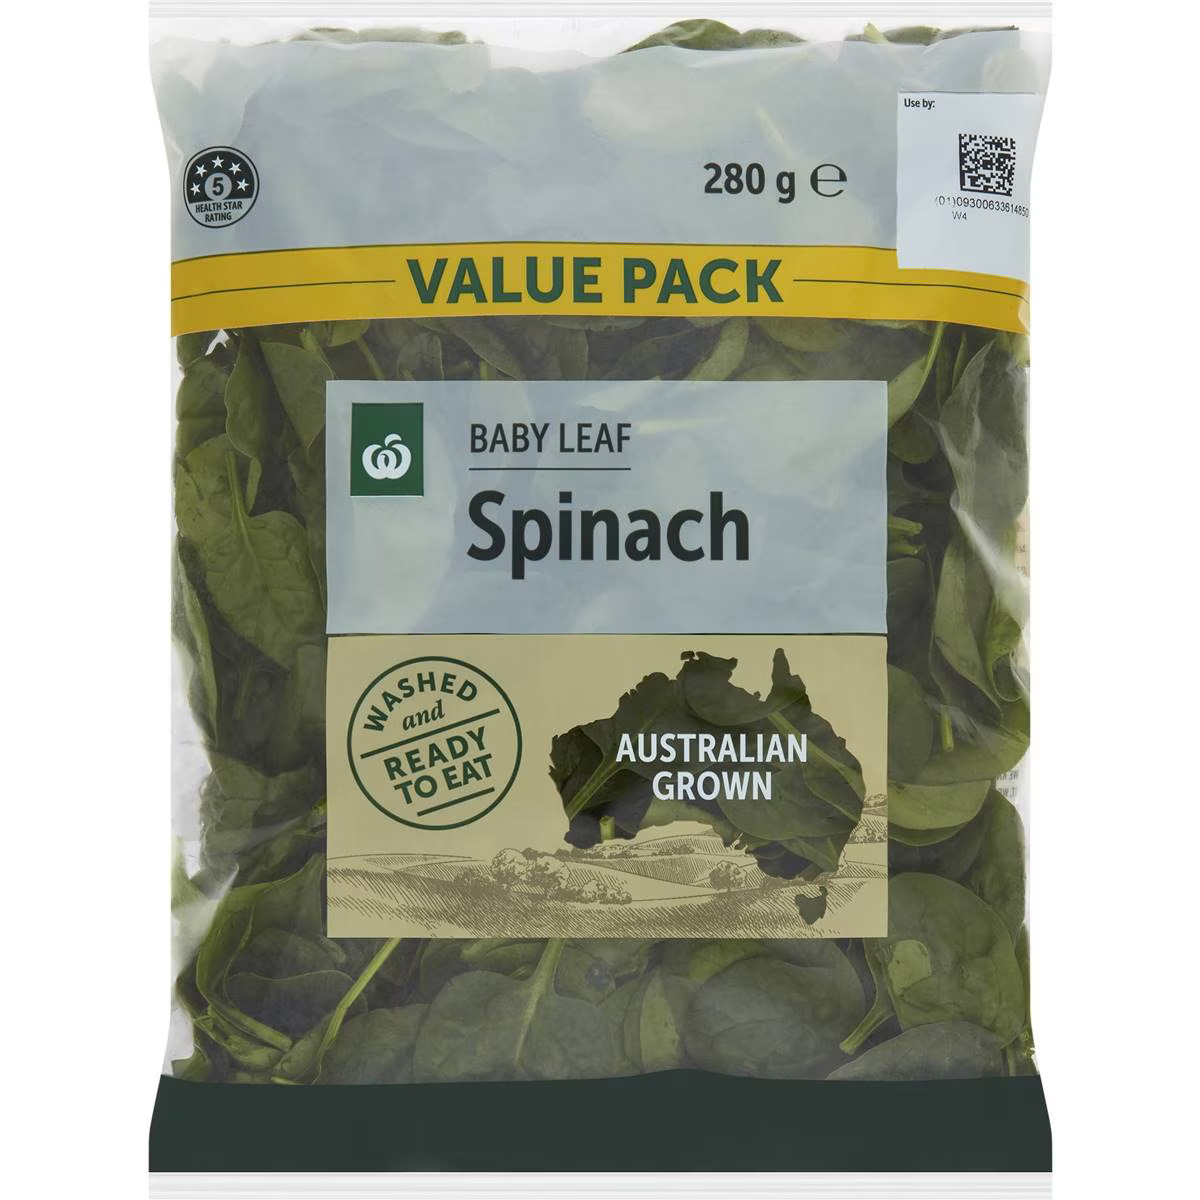 Use by:
(01)09300633614850
W4
5
HEALTH STAR
RATING
280 g ℮
VALUE PACK
BABY LEAF
Spinach
WASHED
and
READY
TO EAT
AUSTRALIAN
GROWN